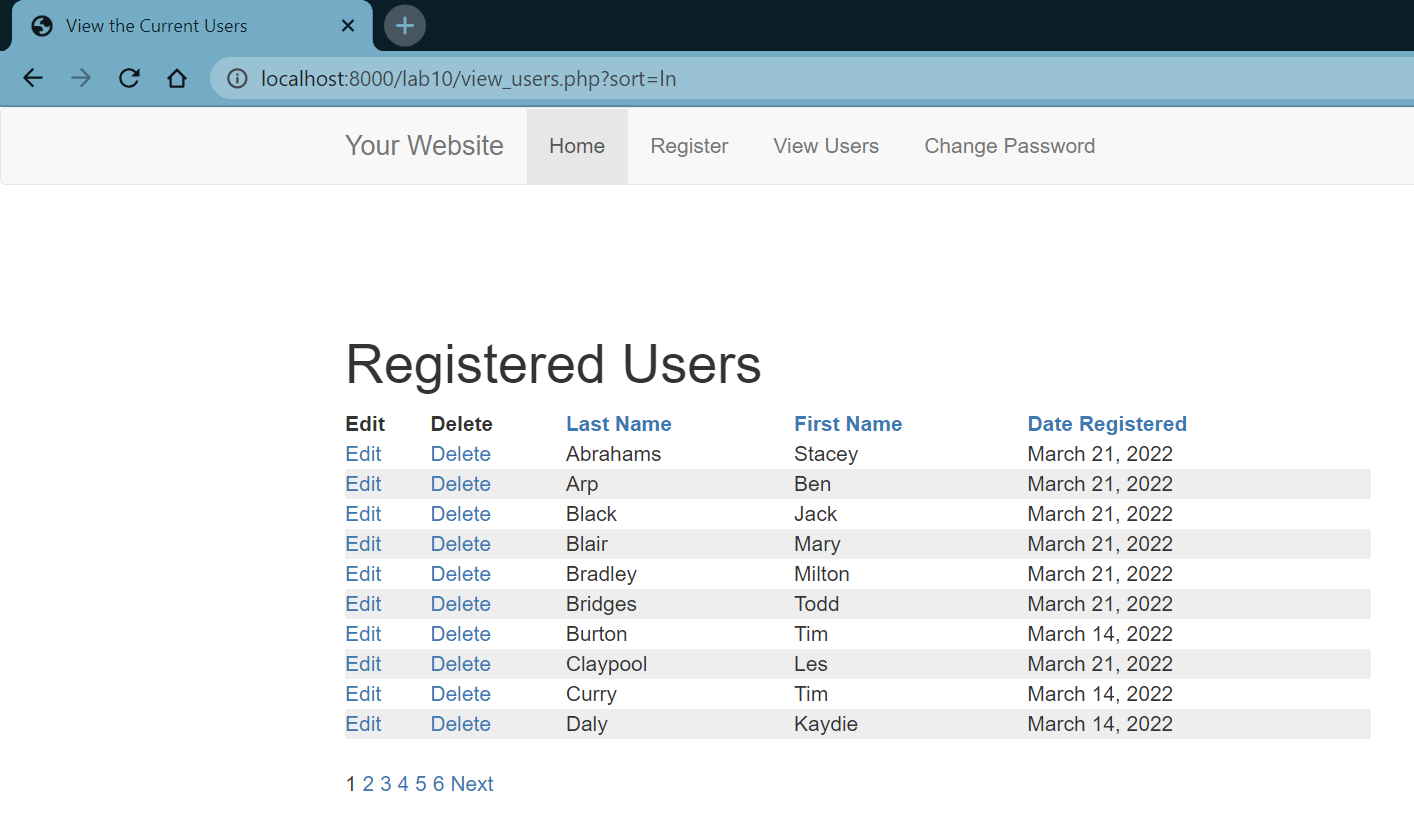 View the Current Users
localhost:8000/lab10/view_users.php?sort=ln
Your Website Home Register View Users Change Password
Registered Users
Edit Delete Last Name First Name Date Registered
Edit Delete Abrahams Stacey March 21, 2022
Edit Delete Arp Ben March 21, 2022
Edit Delete Black Jack March 21, 2022
Edit Delete Blair Mary March 21, 2022
Edit Delete Bradley Milton March 21, 2022
Edit Delete Bridges Todd March 21, 2022
Edit Delete Burton Tim March 14, 2022
Edit Delete Claypool Les March 21, 2022
Edit Delete Curry Tim March 14, 2022
Edit Delete Daly Kaydie March 14, 2022
1 2 3 4 5 6 Next